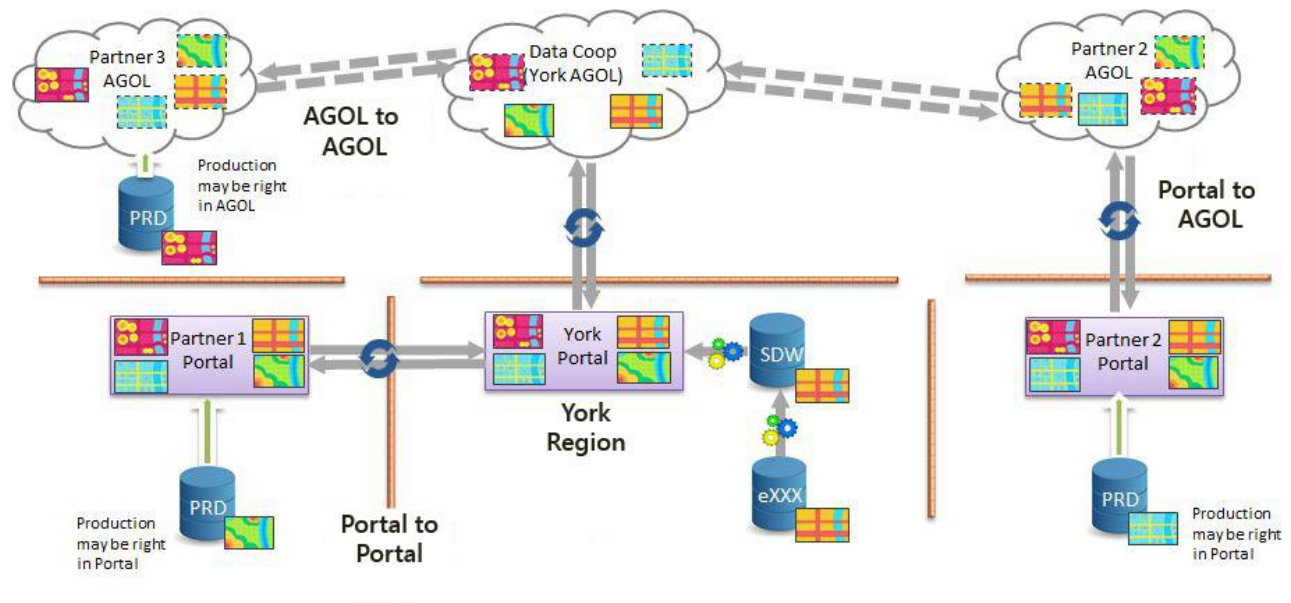 Partner 3
AGOL
Data Coop
(York AGOL)
Partner 2
AGOL
AGOL to
AGOL
Production
may be right
in AGOL
PRD
Portal to
AGOL
Partner 1
Portal
York
Portal
SDW
Partner 2
Portal
York
Region
eXXX
PRD
PRD
Production
may be right
in Portal
Portal to
Portal
Production
may be right
in Portal